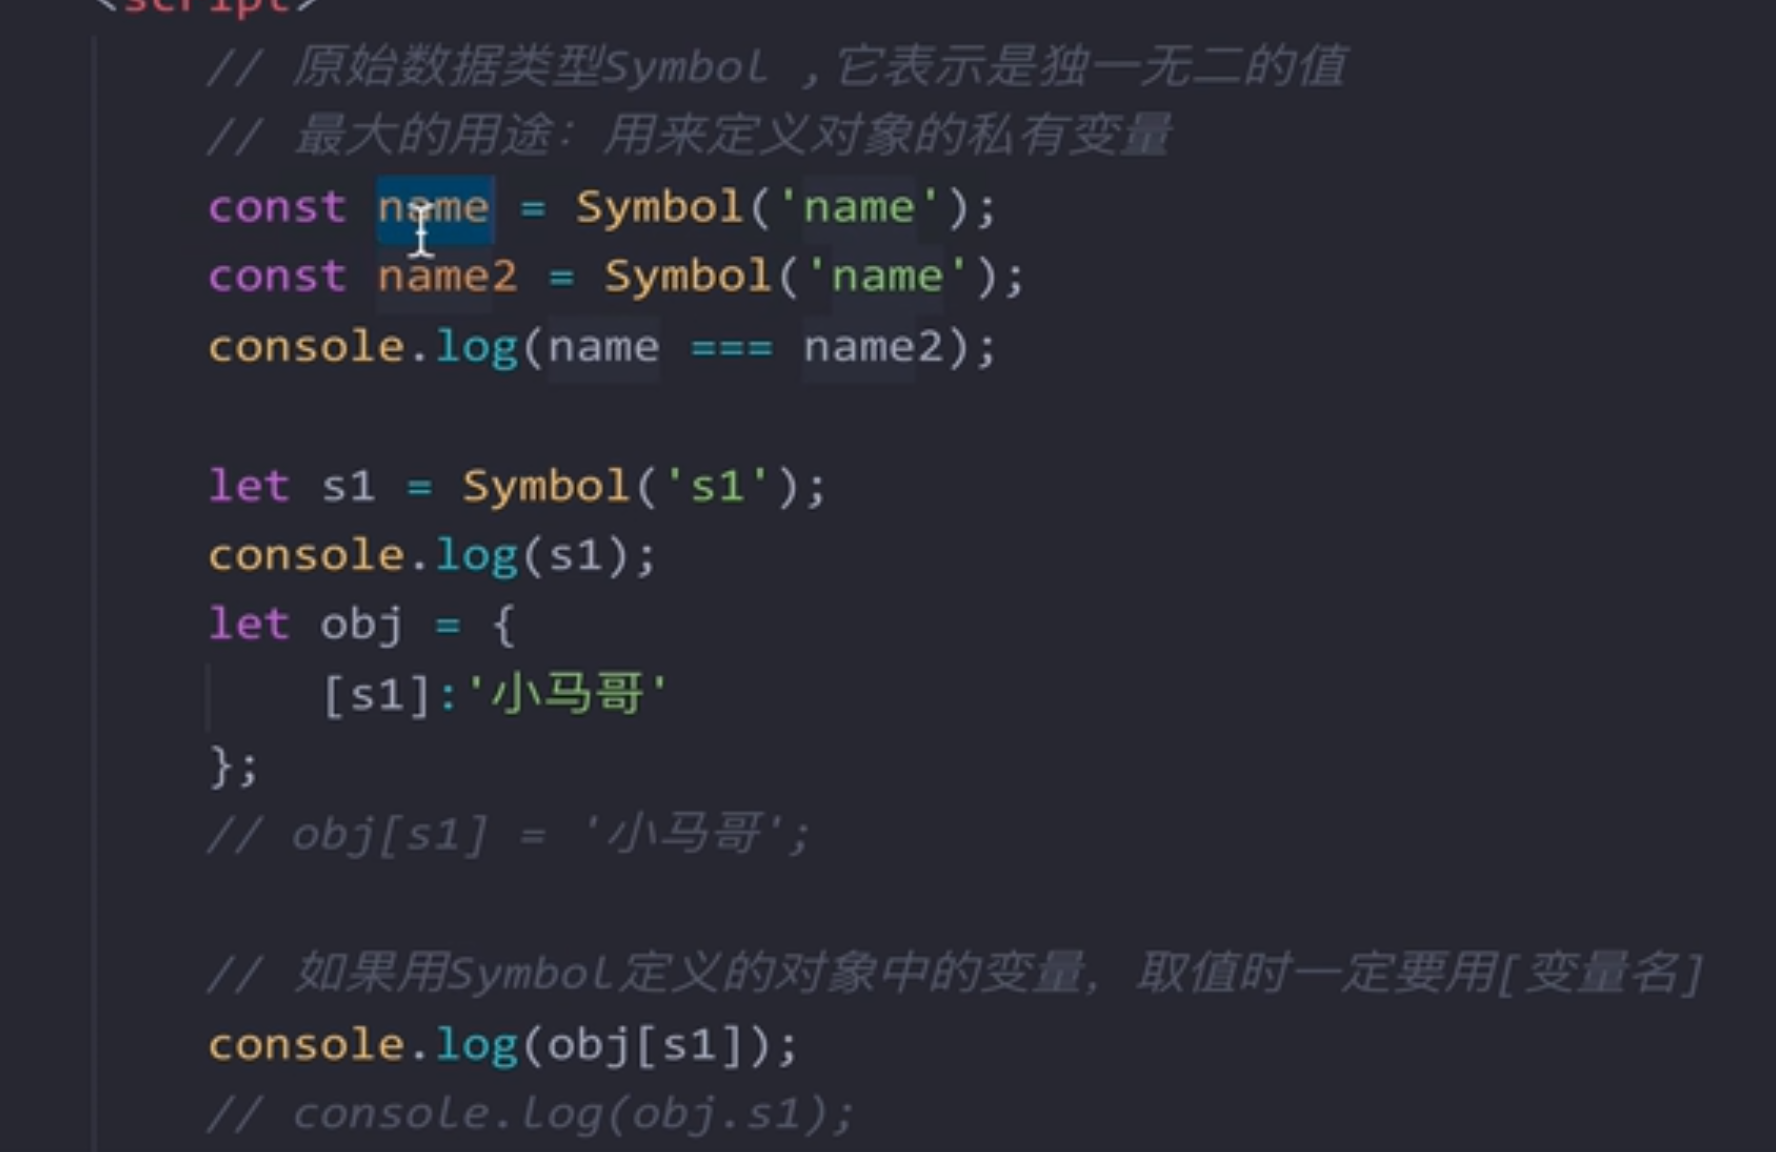 <script>
// 原始数据类型Symbol ,它表示是独一无二的值
// 最大的用途：用来定义对象的私有变量
const name = Symbol('name');
const name2 = Symbol('name');
console.log(name === name2);
let s1 = Symbol('s1');
console.log(s1);
let obj = {
[s1]:'小马哥'
};
// obj[s1] = '小马哥';
// 如果用Symbol定义的对象中的变量，取值时一定要用[变量名]
console.log(obj[s1]);
// console.log(obj.s1);